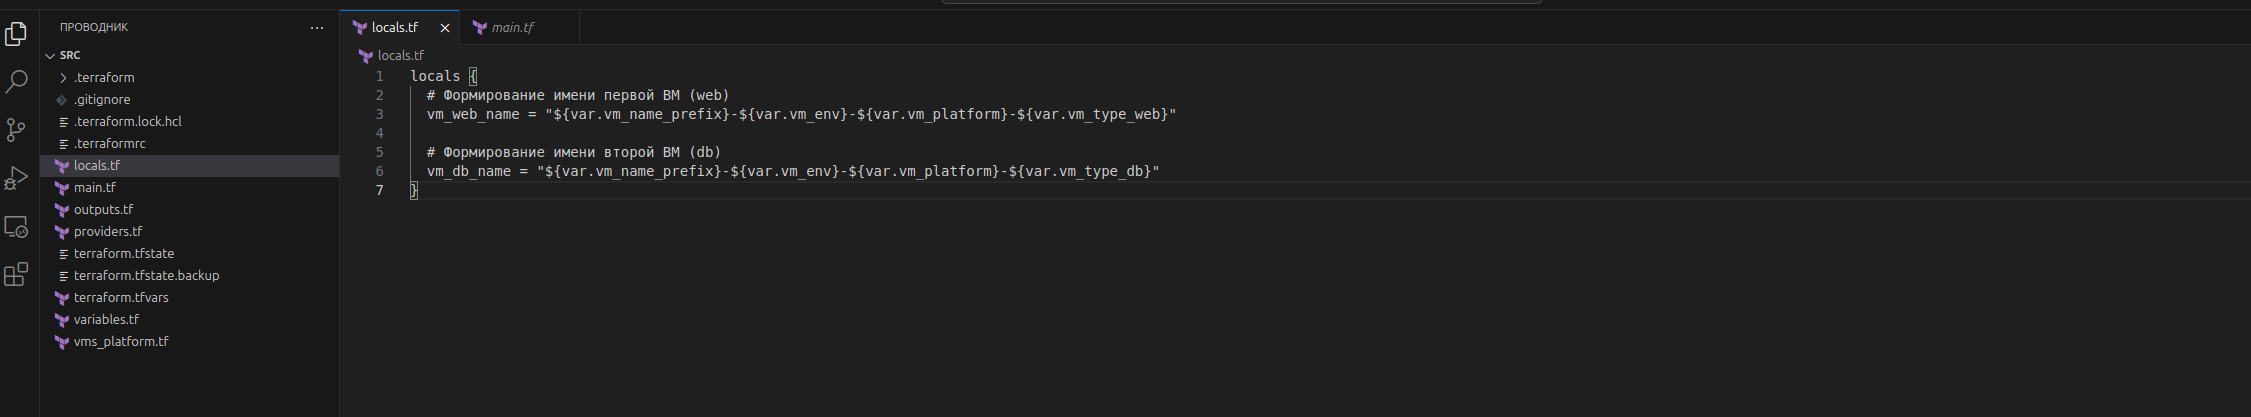 ПРОВОДНИК
SRC
.terraform
.gitignore
.terraform.lock.hcl
.terraformrc
locals.tf
main.tf
outputs.tf
providers.tf
terraform.tfstate
terraform.tfstate.backup
terraform.tfvars
variables.tf
vms_platform.tf
locals.tf
main.tf
locals.tf
1 locals {
2   # Формирование имени первой ВМ (web)
3   vm_web_name = "${var.vm_name_prefix}-${var.vm_env}-${var.vm_platform}-${var.vm_type_web}"
4
5   # Формирование имени второй ВМ (db)
6   vm_db_name = "${var.vm_name_prefix}-${var.vm_env}-${var.vm_platform}-${var.vm_type_db}"
7 }